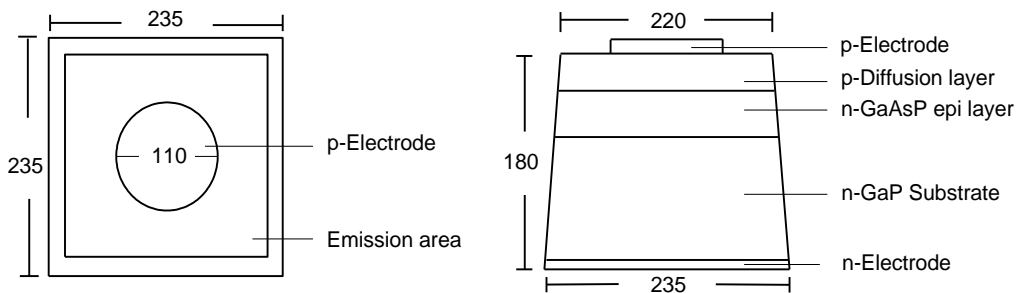 235
235
110
p-Electrode
Emission area
220
180
p-Electrode
p-Diffusion layer
n-GaAsP epi layer
n-GaP Substrate
n-Electrode
235